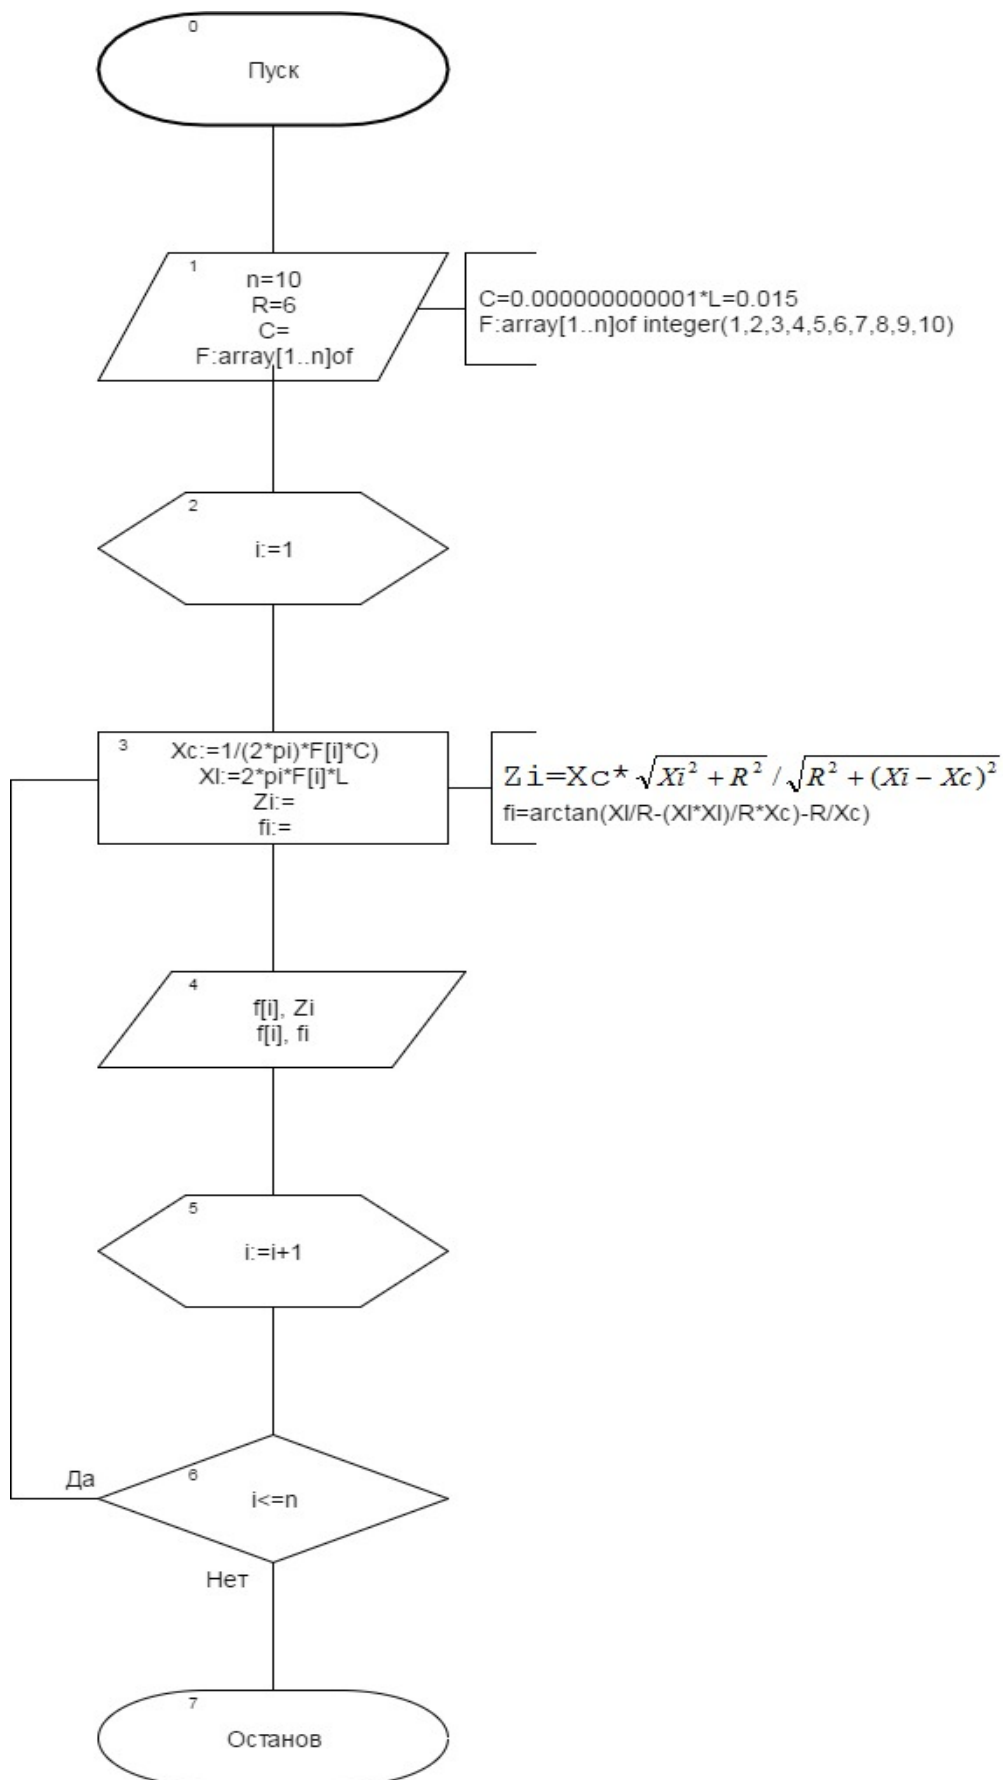 0
Пуск
1
n=10
R=6
C=
F:array[1..n]of
C=0.000000000001*L=0.015
F:array[1..n]of integer(1,2,3,4,5,6,7,8,9,10)
2
i:=1
3
Xc:=1/(2*pi)*F[i]*C)
Xl:=2*pi*F[i]*L
Zi:=
fi:=
Zi=Xc*√(Xi²+R²)/√(R²+(Xi−Xc)²)
fi=arctan(Xl/R-(Xl*Xl)/R*Xc)-R/Xc)
4
f[i], Zi
f[i], fi
5
i:=i+1
6
i<=n
Да
Нет
7
Останов